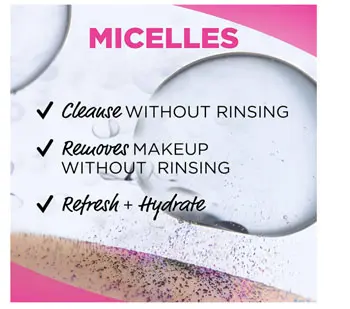 MICELLES
✓ Cleanse WITHOUT RINSING
✓ Removes MAKEUP
WITHOUT RINSING
✓ Refresh + Hydrate